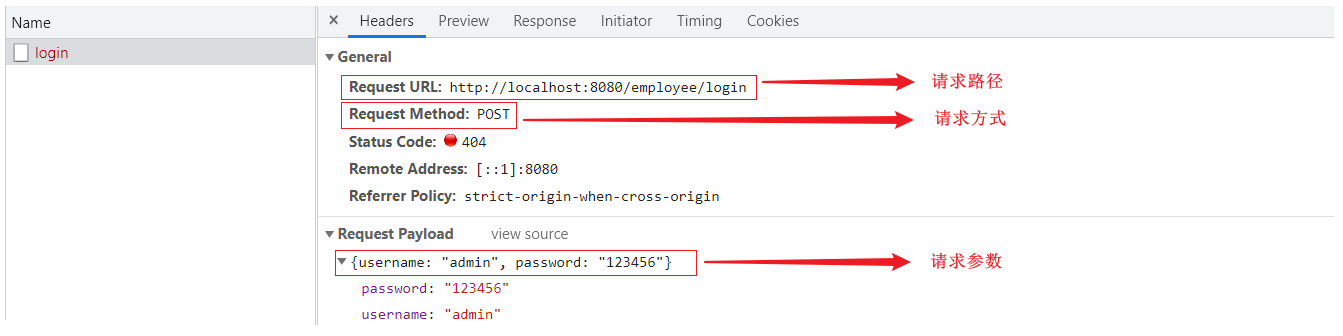 Name
login
× Headers Preview Response Initiator Timing Cookies
▼ General
Request URL: http://localhost:8080/employee/login 请求路径
Request Method: POST 请求方式
Status Code: 404
Remote Address: [::1]:8080
Referrer Policy: strict-origin-when-cross-origin
▼ Request Payload view source
▼ {username: "admin", password: "123456"} 请求参数
password: "123456"
username: "admin"